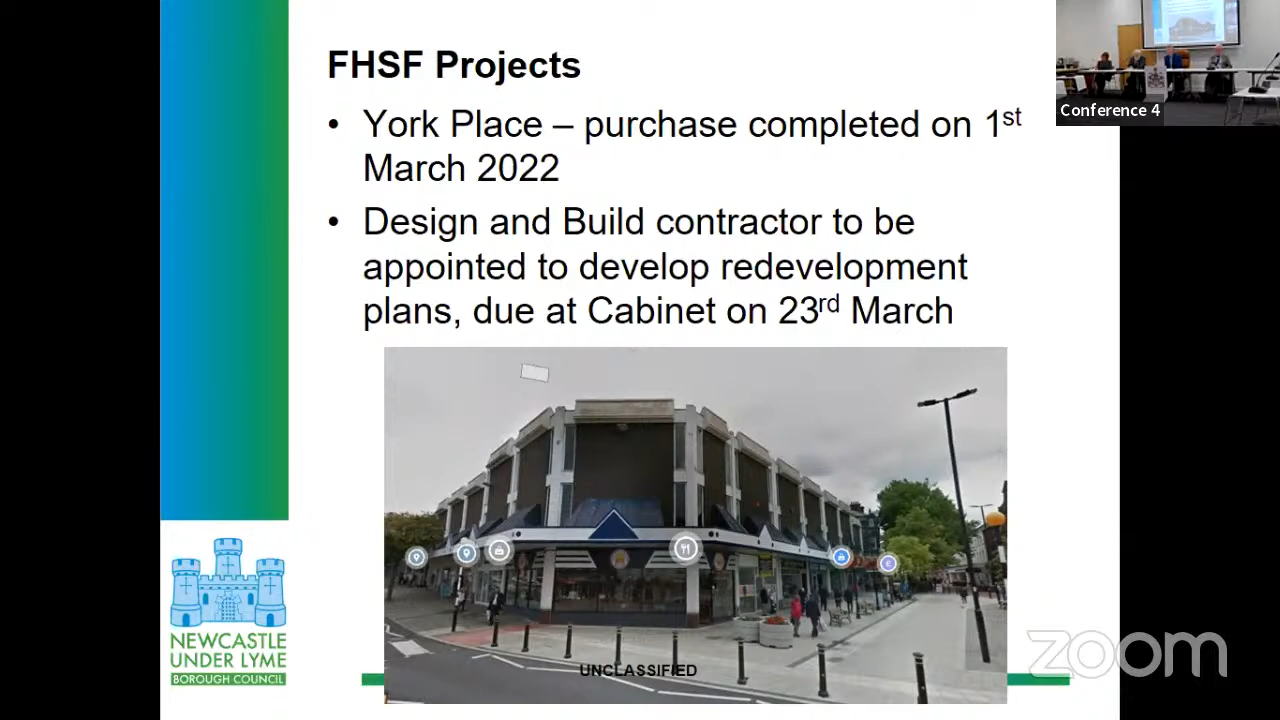 FHSF Projects
• York Place – purchase completed on 1st
March 2022
• Design and Build contractor to be
appointed to develop redevelopment
plans, due at Cabinet on 23rd March
Conference 4
UNCLASSIFIED
NEWCASTLE
UNDER LYME
BOROUGH COUNCIL
zoom